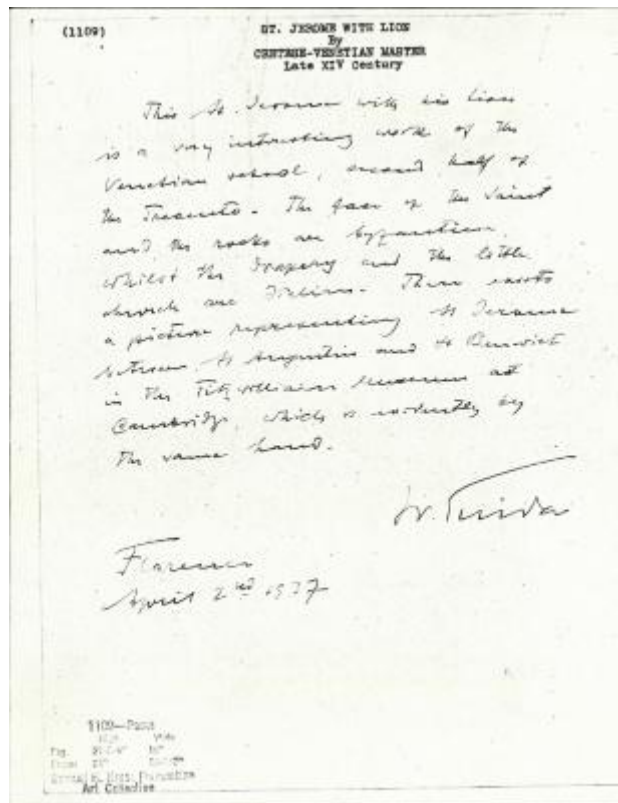 (1109)
ST. JEROME WITH LION
By
CRETESE-VENETIAN MASTER
Late XIV Century
This St. Jerome with his Lion
is a very interesting work of the
Venetian school, second half of
the Trecento. The face of the Saint
and the rocks are byzantine,
whilst the drapery and the little
church are Italian. There exists
a picture representing St Jerome
between St Augustin and St Benedict
in the Fitzwilliam Museum at
Cambridge, which is evidently by
the same hand.
W. Suida
Florence
April 2nd 1937
1109—Panel
High Wide
Art Collection